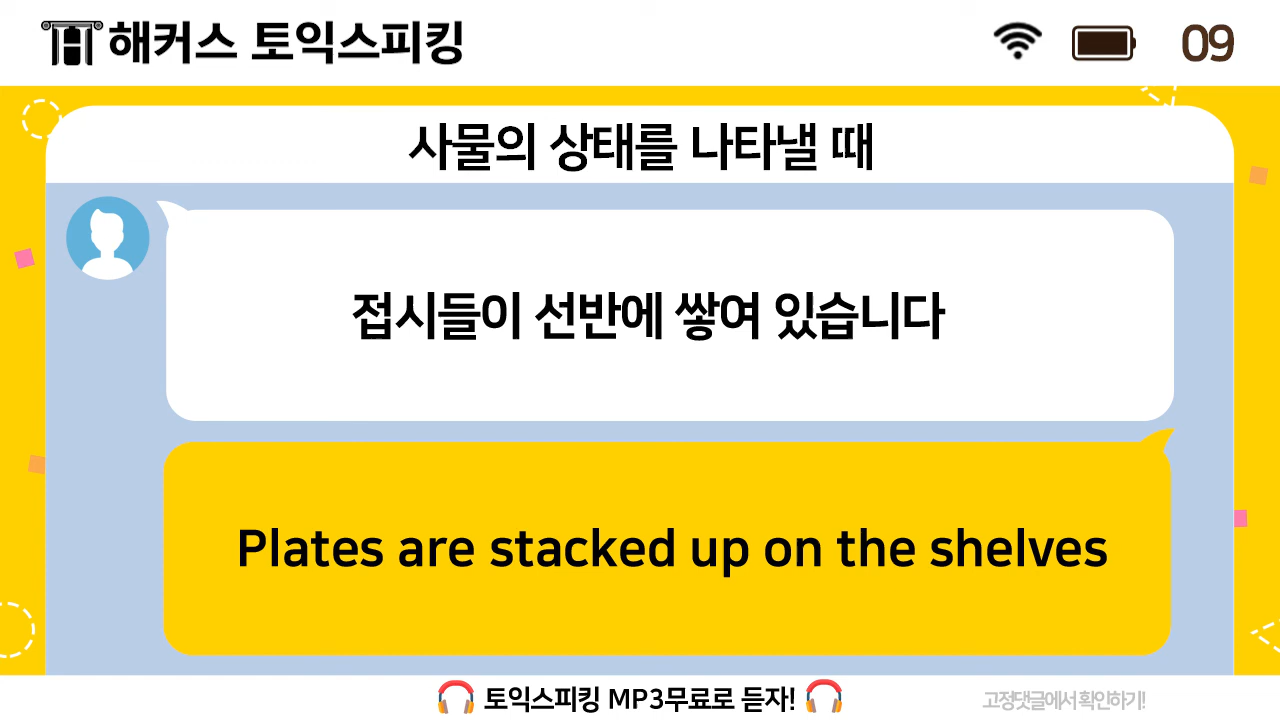 해커스 토익스피킹
09
사물의 상태를 나타낼 때
접시들이 선반에 쌓여 있습니다
Plates are stacked up on the shelves
토익스피킹 MP3무료로 듣자!
고정댓글에서 확인하기!